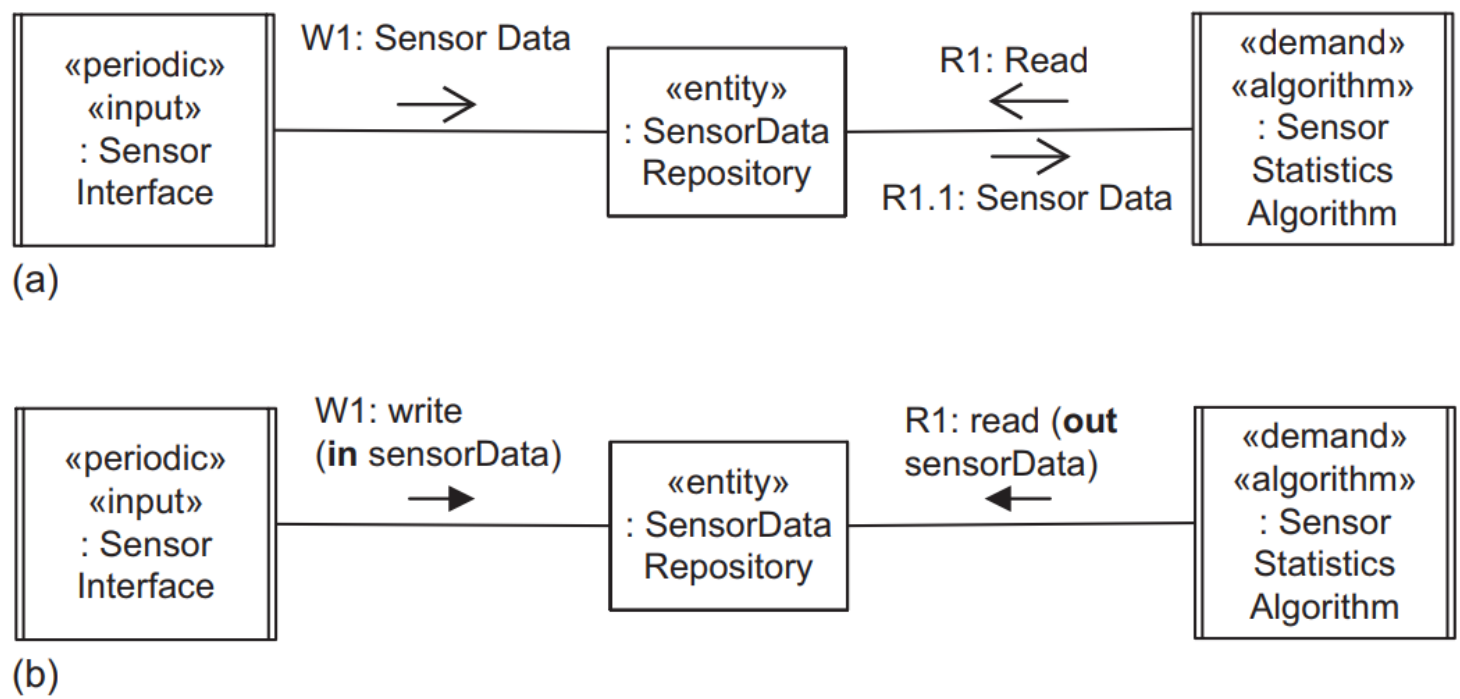 «periodic»
«input»
: Sensor
Interface
W1: Sensor Data
«entity»
: SensorData
Repository
R1: Read
R1.1: Sensor Data
«demand»
«algorithm»
: Sensor
Statistics
Algorithm
(a)
«periodic»
«input»
: Sensor
Interface
W1: write
(in sensorData)
«entity»
: SensorData
Repository
R1: read (out
sensorData)
«demand»
«algorithm»
: Sensor
Statistics
Algorithm
(b)